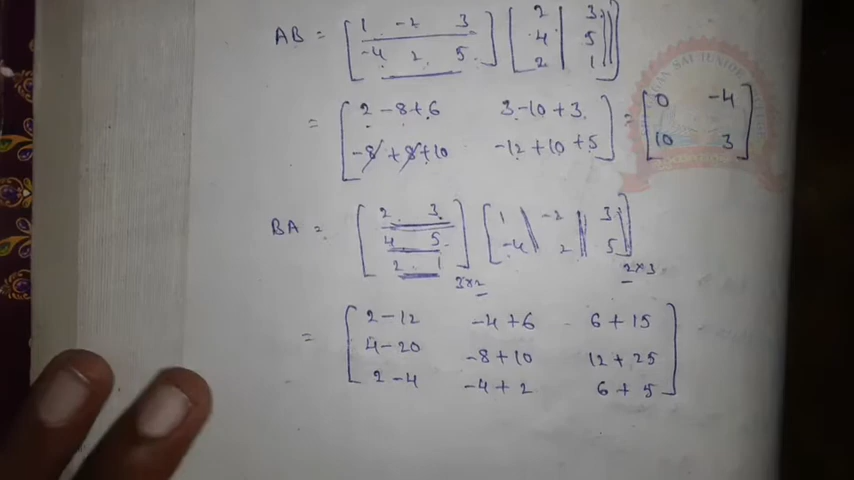 AB = [ 1 -2 3 ] [ 2 3 ]
-4 2 5 4 5
2 1
= [ 2-8+6 3-10+3 ] = [ 0 -4 ]
-8+8+10 -12+10+5 10 3
BA = [ 2 3 ] [ 1 -2 3 ]
4 5 -4 2 5
2 1
3×2 2×3
= [ 2-12 -4+6 6+15 ]
4-20 -8+10 12+25
2-4 -4+2 6+5
SAI JUNIOR